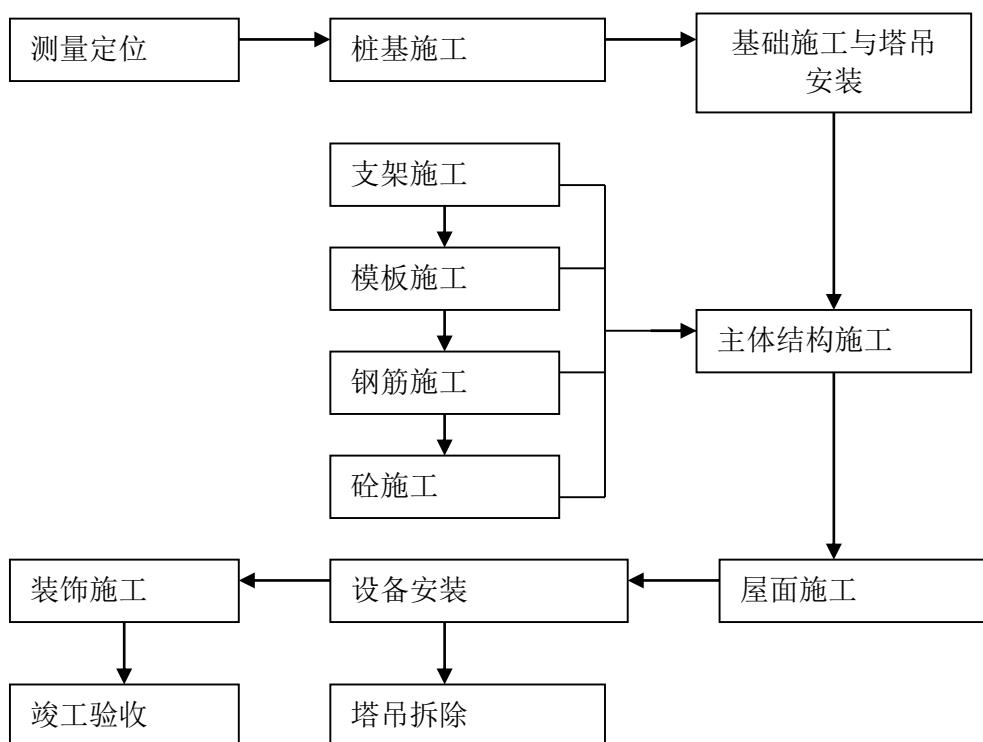 测量定位
桩基施工
基础施工与塔吊
安装
支架施工
模板施工
主体结构施工
钢筋施工
砼施工
装饰施工
设备安装
屋面施工
竣工验收
塔吊拆除